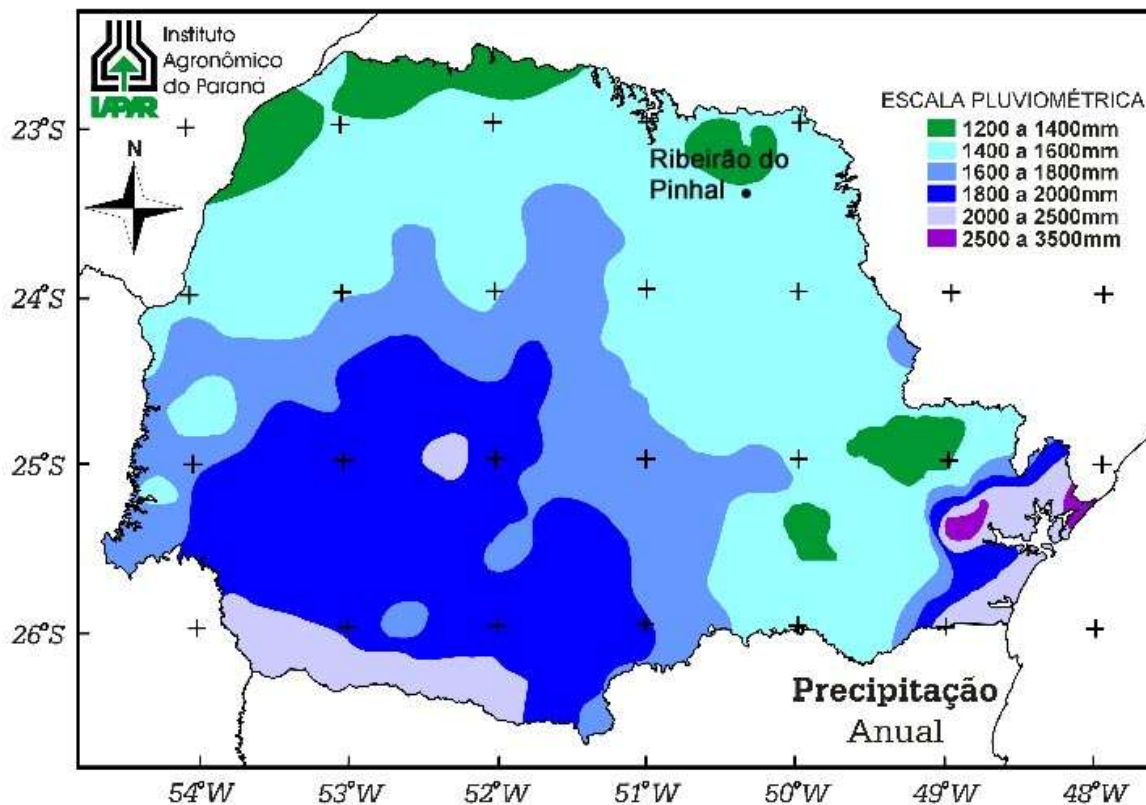 Instituto
Agronômico
do Paraná
IAPAR
N
ESCALA PLUVIOMÉTRICA
1200 a 1400mm
1400 a 1600mm
1600 a 1800mm
1800 a 2000mm
2000 a 2500mm
2500 a 3500mm
Ribeirão do
Pinhal
23°S
24°S
25°S
26°S
Precipitação
Anual
54°W
53°W
52°W
51°W
50°W
49°W
48°W